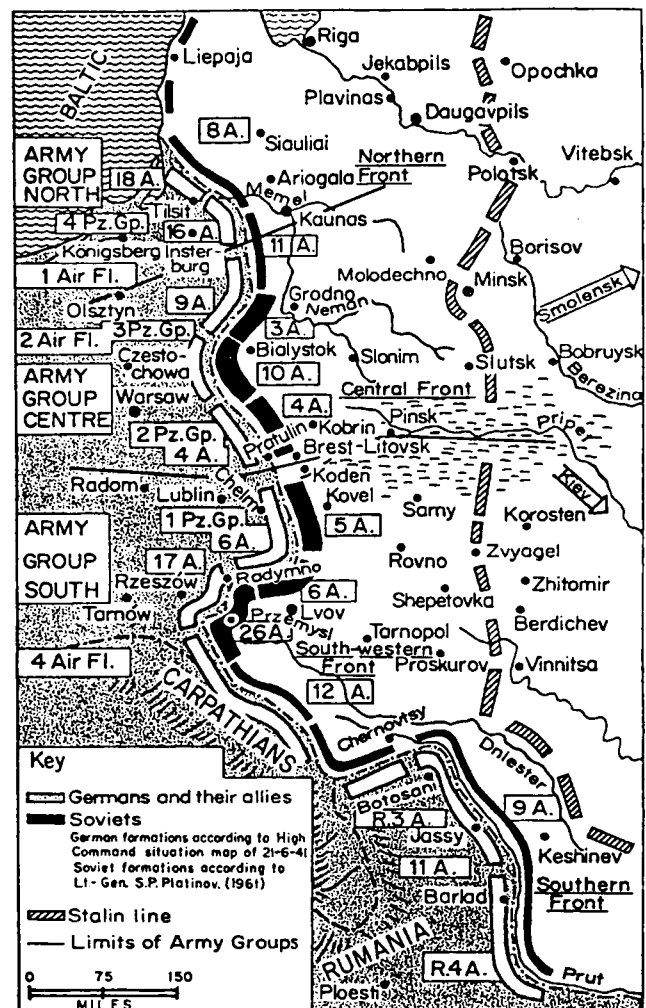 Riga
Liepaja
Jekabpils
Opochka
BALTIC
Plavinas
Daugavpils
8 A.
Siauliai
ARMY
GROUP
NORTH
Northern
Front
Vitebsk
18 A.
Ariogala
Polotsk
Memel
Tilsit
Kaunas
4 Pz.Gp.
16 A
11 A.
Königsberg
Inster-
burg
Borisov
1 Air Fl.
Molodechno
Minsk
Smolensk
9 A.
Grodno
Olsztyn
Neman
3 Pz.Gp.
3 A.
2 Air Fl.
Bialystok
Slonim
Slutsk
Bobruysk
Czesto-
chowa
10 A.
Berezina
ARMY
GROUP
CENTRE
Central Front
Warsaw
4 A.
Kobrin
Pinsk
Priper
2 Pz.Gp.
Pratulin
4 A.
Brest-Litovsk
Koden
Kiev
Radom
Lublin
Chelm
Kovel
Sarny
Korosten
1 Pz.Gp.
5 A.
ARMY
GROUP
SOUTH
6 A.
Rovno
Zvyagel
17 A.
Radymno
Rzeszów
6 A.
Shepetovka
Zhitomir
Tarnów
Przemysl
Lvov
Berdichev
26 A.
Tarnopol
South-western
Front
4 Air Fl.
Proskurov
Vinnitsa
CARPATHIANS
12 A.
Chernovtsy
Dniester
Botosani
9 A.
R.3 A.
Jassy
Keshinev
11 A.
Southern
Front
Barlad
RUMANIA
R.4 A.
Ploesti
Prut
Key
Germans and their allies
Soviets
German formations according to High
Command situation map of 21-6-41
Soviet formations according to
Lt-Gen. S.P. Platinov. (1961)
Stalin line
Limits of Army Groups
0 75 150
MILES